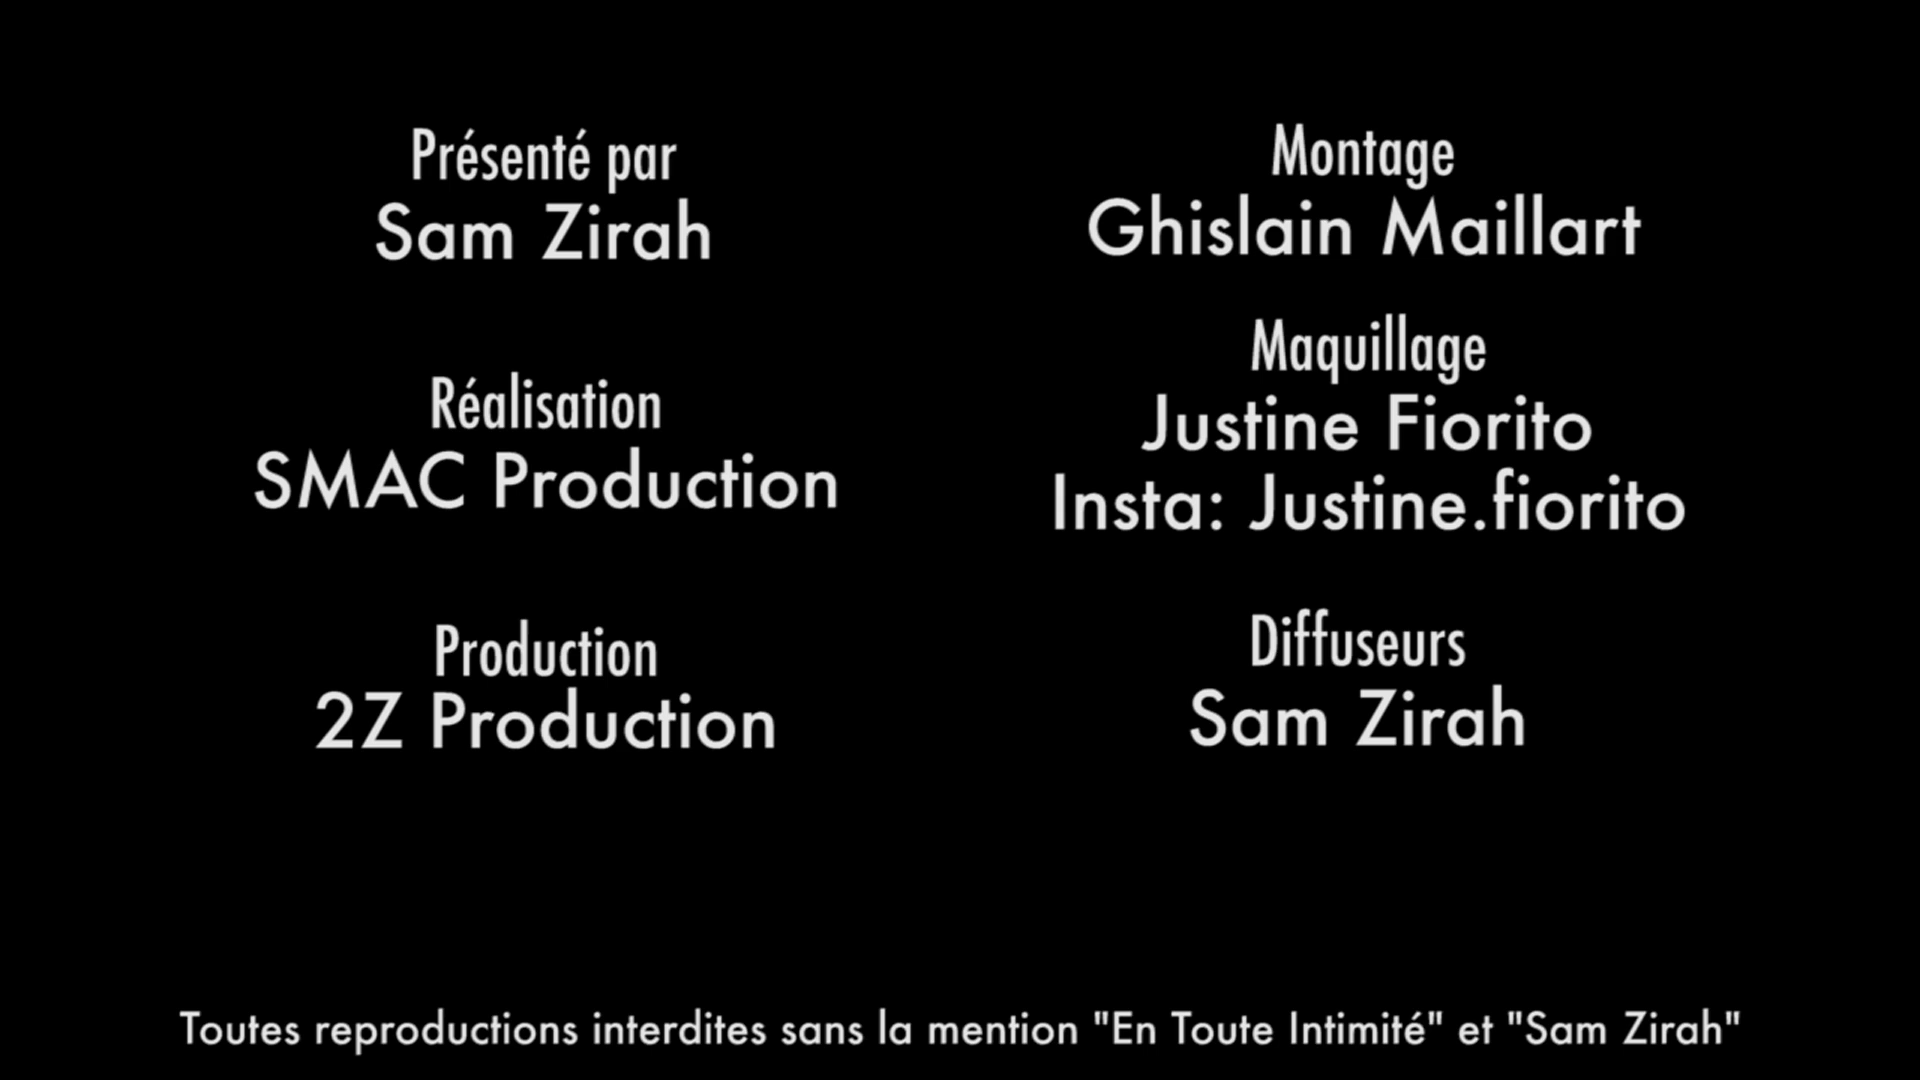 Présenté par
Sam Zirah
Réalisation
SMAC Production
Production
2Z Production
Montage
Ghislain Maillart
Maquillage
Justine Fiorito
Insta: Justine.fiorito
Diffuseurs
Sam Zirah
Toutes reproductions interdites sans la mention "En Toute Intimité" et "Sam Zirah"